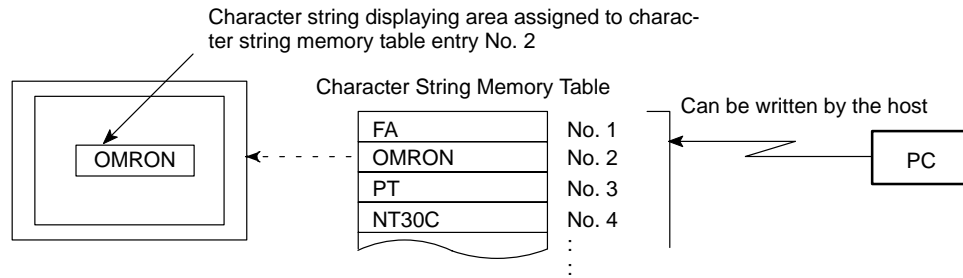 Character string displaying area assigned to charac-
ter string memory table entry No. 2
Character String Memory Table
Can be written by the host
OMRON
FA No. 1
OMRON No. 2
PT No. 3
NT30C No. 4
:
:
PC